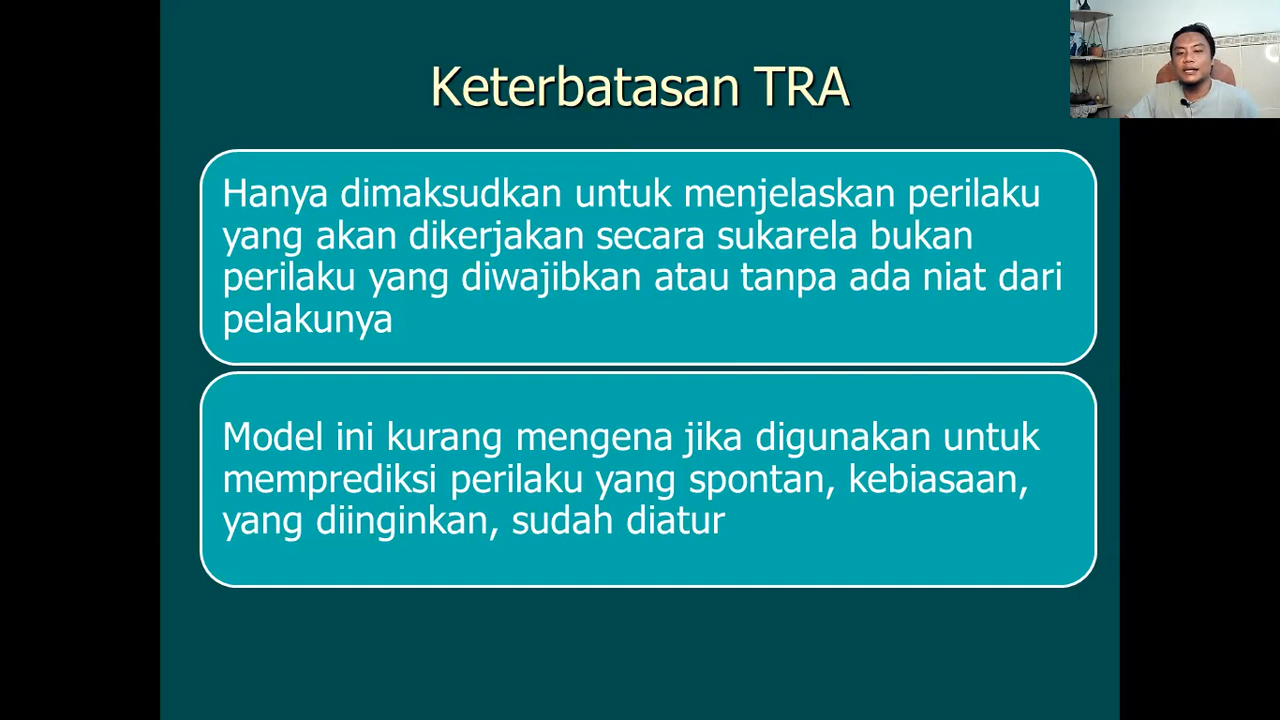 Keterbatasan TRA
Hanya dimaksudkan untuk menjelaskan perilaku
yang akan dikerjakan secara sukarela bukan
perilaku yang diwajibkan atau tanpa ada niat dari
pelakunya
Model ini kurang mengena jika digunakan untuk
memprediksi perilaku yang spontan, kebiasaan,
yang diinginkan, sudah diatur